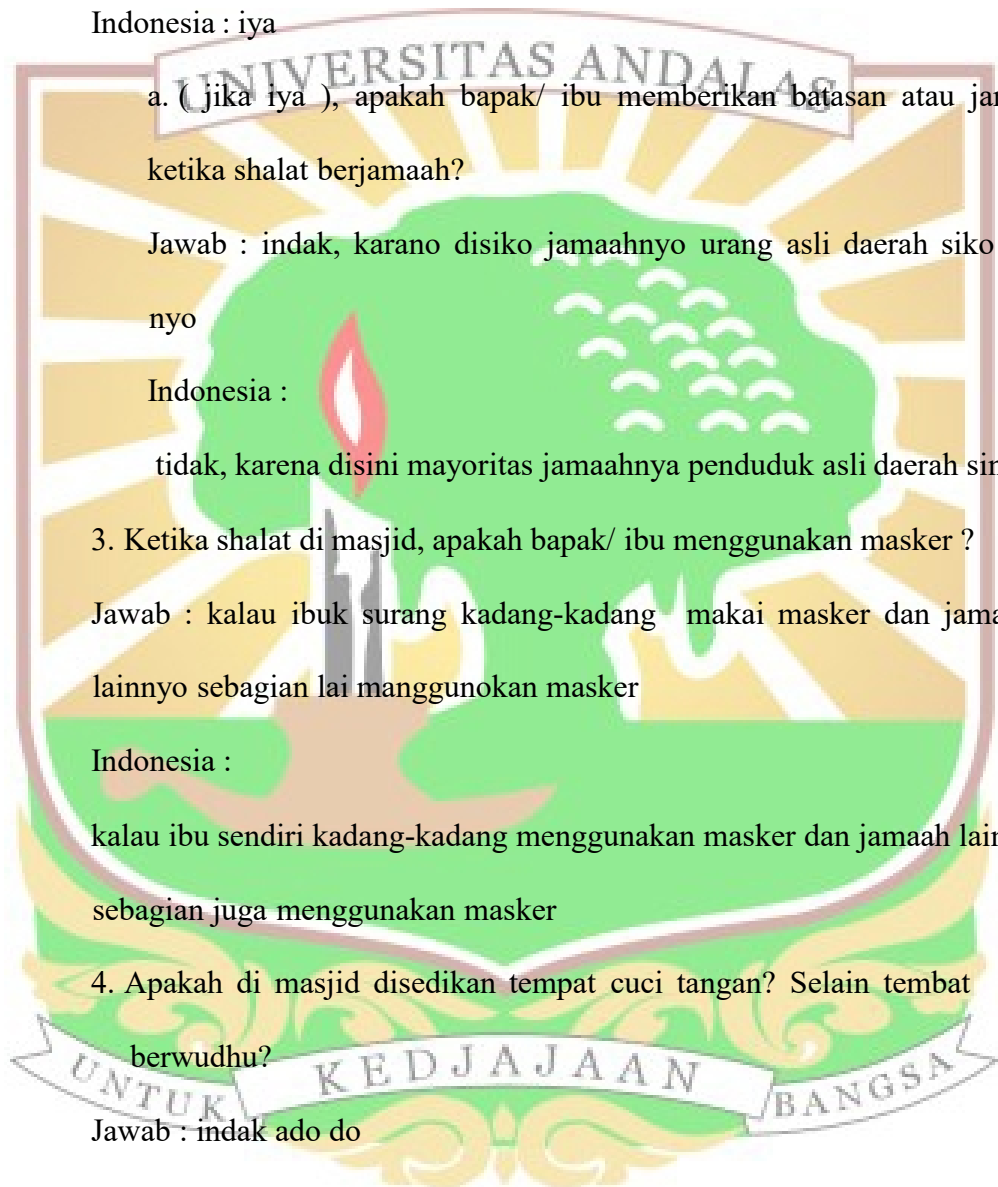 Indonesia : iya
UNIVERSITAS ANDALAS
a. ( jika iya ), apakah bapak/ ibu memberikan batasan atau
ketika shalat berjamaah?
Jawab : indak, karano disiko jamaahnyo urang asli daerah siko
nyo
Indonesia :
tidak, karena disini mayoritas jamaahnya penduduk asli daerah
3. Ketika shalat di masjid, apakah bapak/ ibu menggunakan masker ?
Jawab : kalau ibuk surang kadang-kadang makai masker dan
lainnyo sebagian lai manggunokan masker
Indonesia :
kalau ibu sendiri kadang-kadang menggunakan masker dan jamaah
sebagian juga menggunakan masker
4. Apakah di masjid disedikan tempat cuci tangan? Selain tembat
berwudhu?
UNTUK KEDJAJAAN BANGSA
Jawab : indak ado do